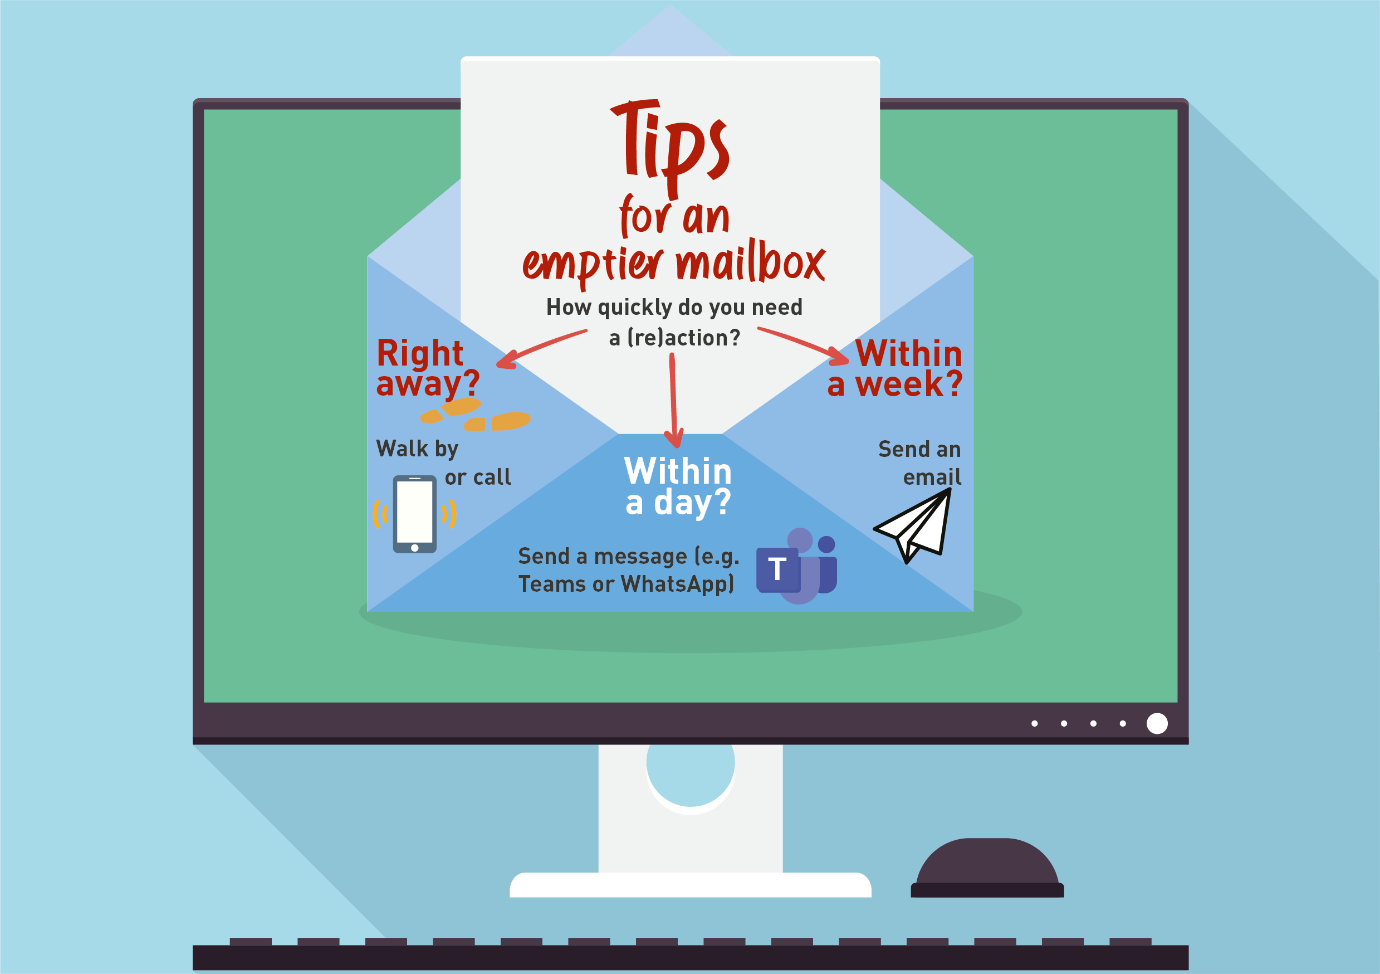 Tips
for an
emptier mailbox
How quickly do you need
a (re)action?
Right
away?
Walk by
or call
Within
a day?
Send a message (e.g.
Teams or WhatsApp)
T
Within
a week?
Send an
email